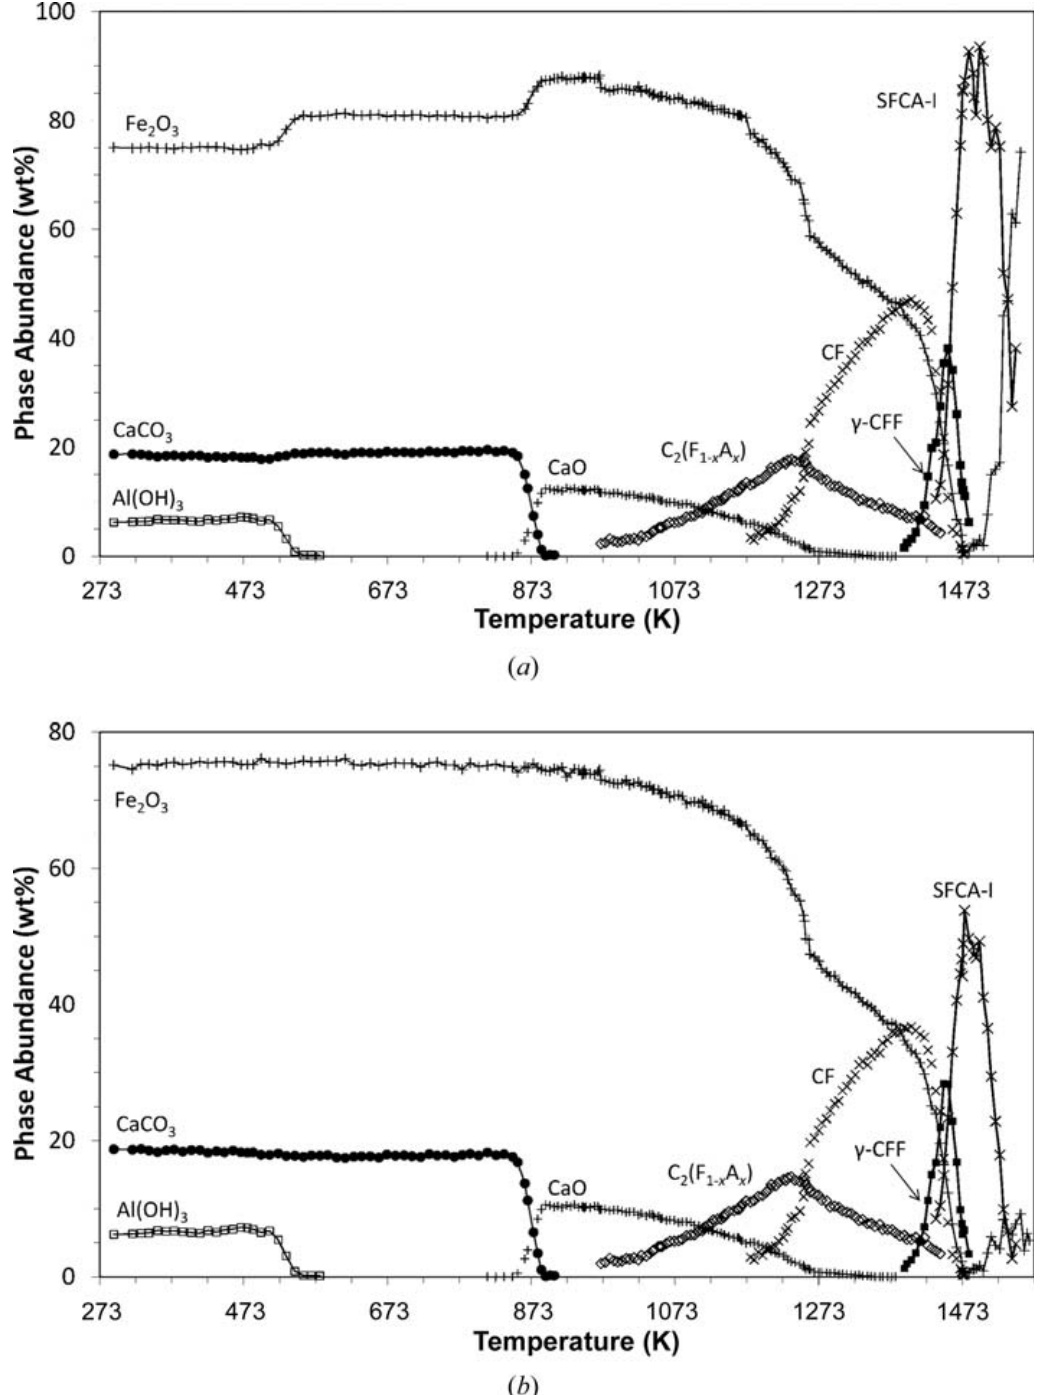 100
80
60
40
20
0
Phase Abundance (wt%)
Fe₂O₃
SFCA-I
CF
γ-CFF
CaCO₃
C₂(F₁₋ₓAₓ)
CaO
Al(OH)₃
273 473 673 873 1073 1273 1473
Temperature (K)
(a)
80
60
40
20
0
Phase Abundance (wt%)
Fe₂O₃
SFCA-I
CF
CaCO₃
γ-CFF
C₂(F₁₋ₓAₓ)
CaO
Al(OH)₃
273 473 673 873 1073 1273 1473
Temperature (K)
(b)